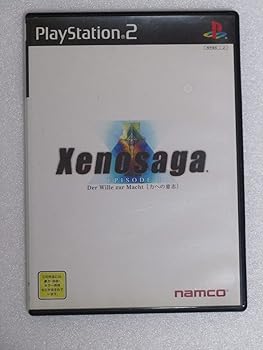 PlayStation 2
Xenosaga
EPISODE I
Der Wille zur Macht [力への意志]
namco